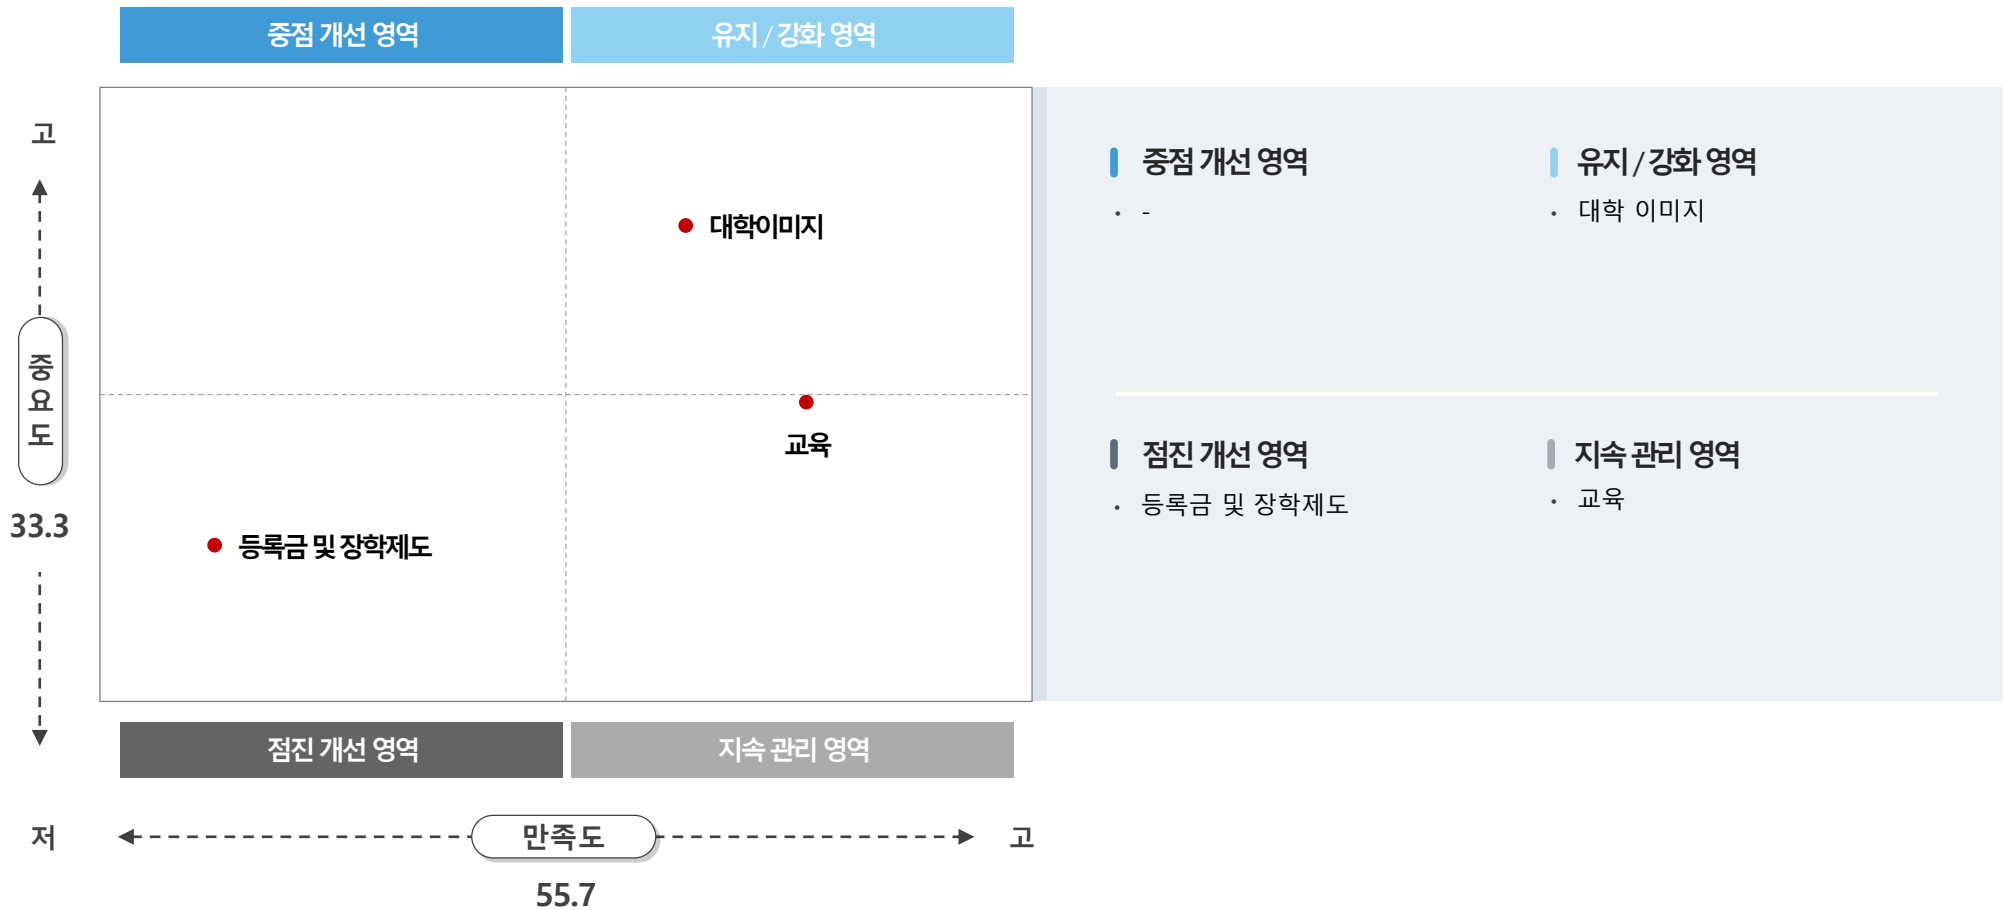 중점 개선 영역
유지 / 강화 영역
고
중요도
33.3
저
대학이미지
교육
등록금 및 장학제도
점진 개선 영역
지속 관리 영역
만족도
고
55.7
중점 개선 영역
• -
유지 / 강화 영역
• 대학 이미지
점진 개선 영역
• 등록금 및 장학제도
지속 관리 영역
• 교육